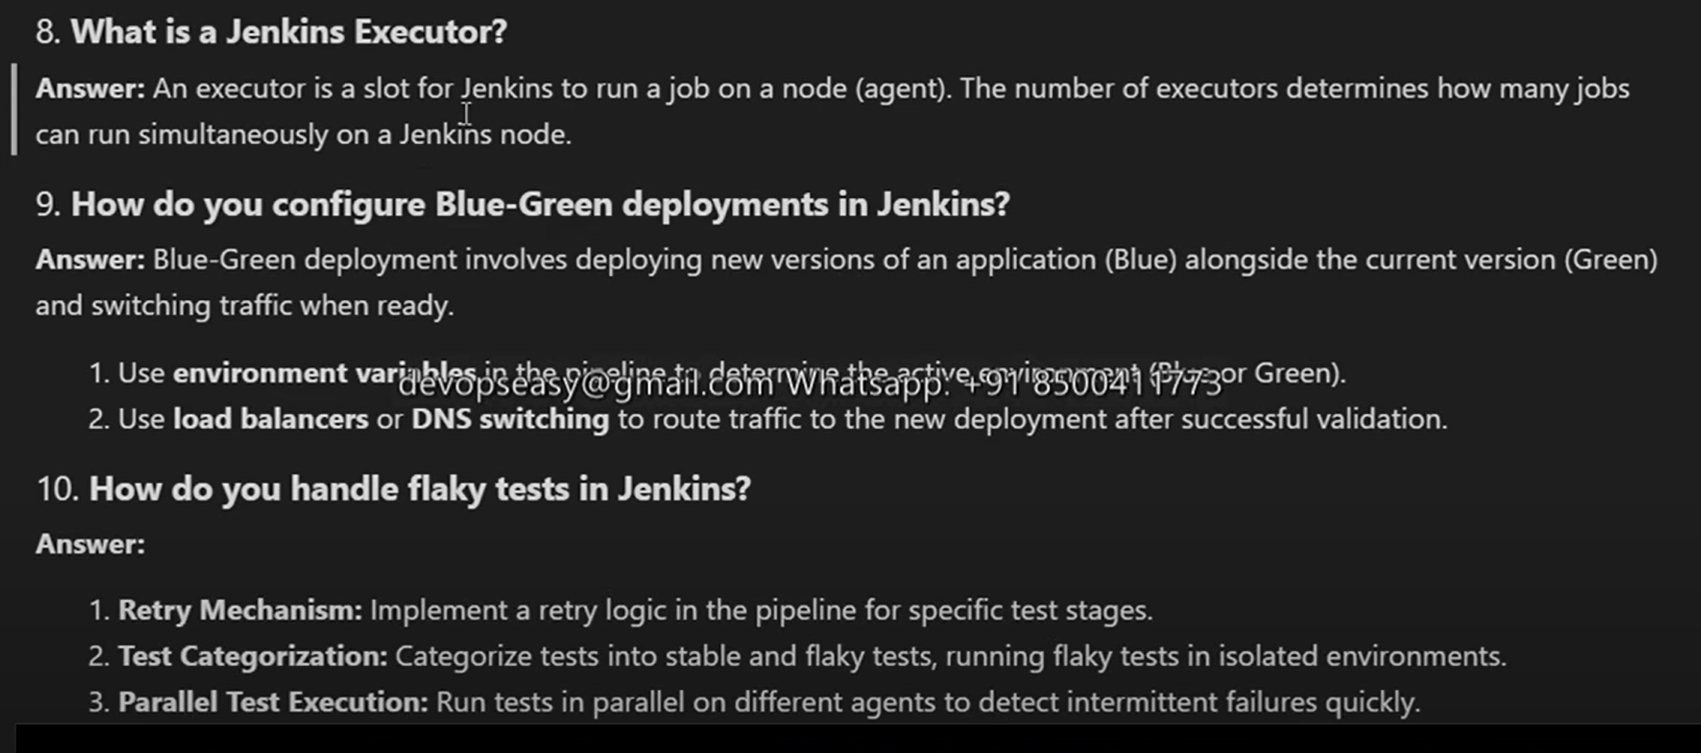 8. What is a Jenkins Executor?
Answer: An executor is a slot for Jenkins to run a job on a node (agent). The number of executors determines how many jobs
can run simultaneously on a Jenkins node.
9. How do you configure Blue-Green deployments in Jenkins?
Answer: Blue-Green deployment involves deploying new versions of an application (Blue) alongside the current version (Green)
and switching traffic when ready.
1. Use environment variables in the pipeline to determine the active environment (Blue or Green).
devopseasy@gmail.com Whatsapp: +91 8500411773
2. Use load balancers or DNS switching to route traffic to the new deployment after successful validation.
10. How do you handle flaky tests in Jenkins?
Answer:
1. Retry Mechanism: Implement a retry logic in the pipeline for specific test stages.
2. Test Categorization: Categorize tests into stable and flaky tests, running flaky tests in isolated environments.
3. Parallel Test Execution: Run tests in parallel on different agents to detect intermittent failures quickly.